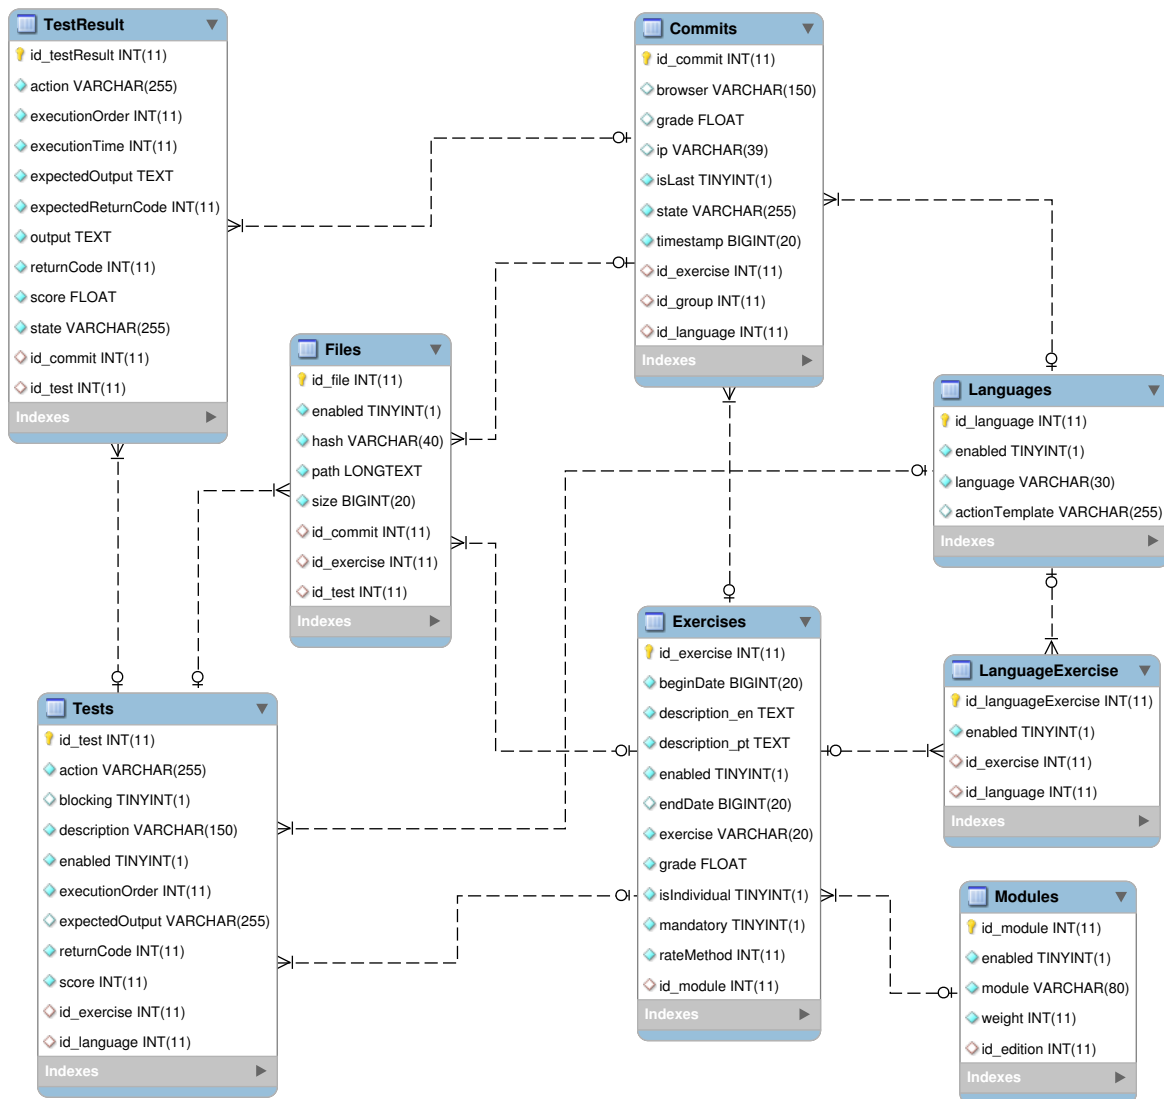 TestResult
id_testResult INT(11)
action VARCHAR(255)
executionOrder INT(11)
executionTime INT(11)
expectedOutput TEXT
expectedReturnCode INT(11)
output TEXT
returnCode INT(11)
score FLOAT
state VARCHAR(255)
id_commit INT(11)
id_test INT(11)
Indexes
Commits
id_commit INT(11)
browser VARCHAR(150)
grade FLOAT
ip VARCHAR(39)
isLast TINYINT(1)
state VARCHAR(255)
timestamp BIGINT(20)
id_exercise INT(11)
id_group INT(11)
id_language INT(11)
Indexes
Files
id_file INT(11)
enabled TINYINT(1)
hash VARCHAR(40)
path LONGTEXT
size BIGINT(20)
id_commit INT(11)
id_exercise INT(11)
id_test INT(11)
Indexes
Languages
id_language INT(11)
enabled TINYINT(1)
language VARCHAR(30)
actionTemplate VARCHAR(255)
Indexes
Tests
id_test INT(11)
action VARCHAR(255)
blocking TINYINT(1)
description VARCHAR(150)
enabled TINYINT(1)
executionOrder INT(11)
expectedOutput VARCHAR(255)
returnCode INT(11)
score INT(11)
id_exercise INT(11)
id_language INT(11)
Indexes
Exercises
id_exercise INT(11)
beginDate BIGINT(20)
description_en TEXT
description_pt TEXT
enabled TINYINT(1)
endDate BIGINT(20)
exercise VARCHAR(20)
grade FLOAT
isIndividual TINYINT(1)
mandatory TINYINT(1)
rateMethod INT(11)
id_module INT(11)
Indexes
LanguageExercise
id_languageExercise INT(11)
enabled TINYINT(1)
id_exercise INT(11)
id_language INT(11)
Indexes
Modules
id_module INT(11)
enabled TINYINT(1)
module VARCHAR(80)
weight INT(11)
id_edition INT(11)
Indexes